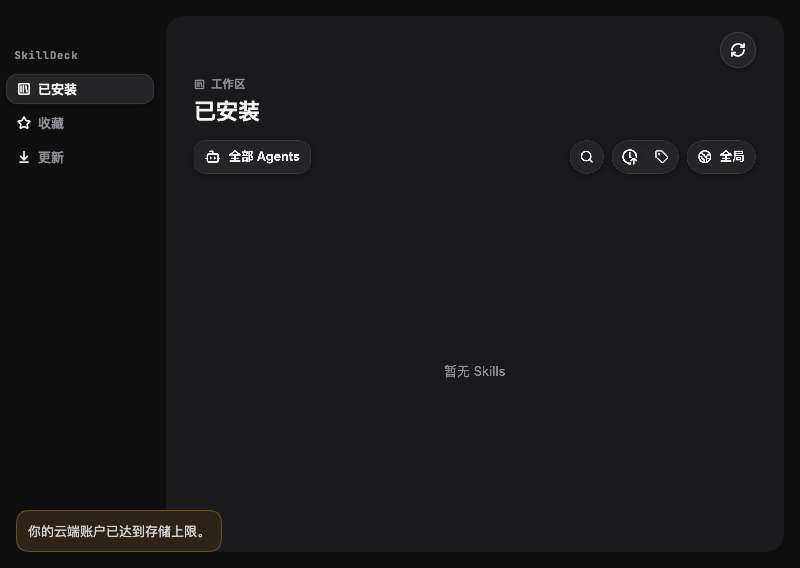 SkillDeck
已安装
收藏
更新
工作区
已安装
全部 Agents
全局
暂无 Skills
你的云端账户已达到存储上限。